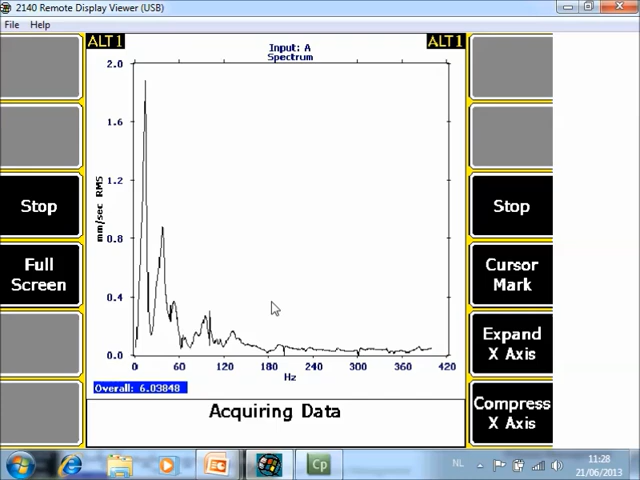 2140 Remote Display Viewer (USB)
File Help
ALT1
ALT1
Input: A
Spectrum
2.0
1.6
1.2
0.8
0.4
0.0
mm/sec RMS
0 60 120 180 240 300 360 420
Hz
Overall: 6.03848
Acquiring Data
Stop
Full
Screen
Stop
Cursor
Mark
Expand
X Axis
Compress
X Axis
Cp
NL
11:28
21/06/2013